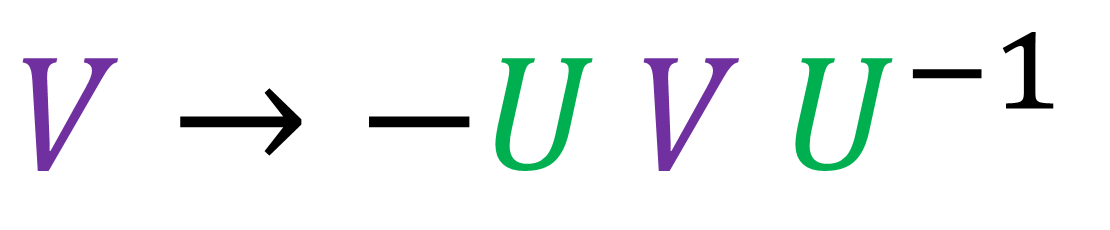 V → −U V U⁻¹